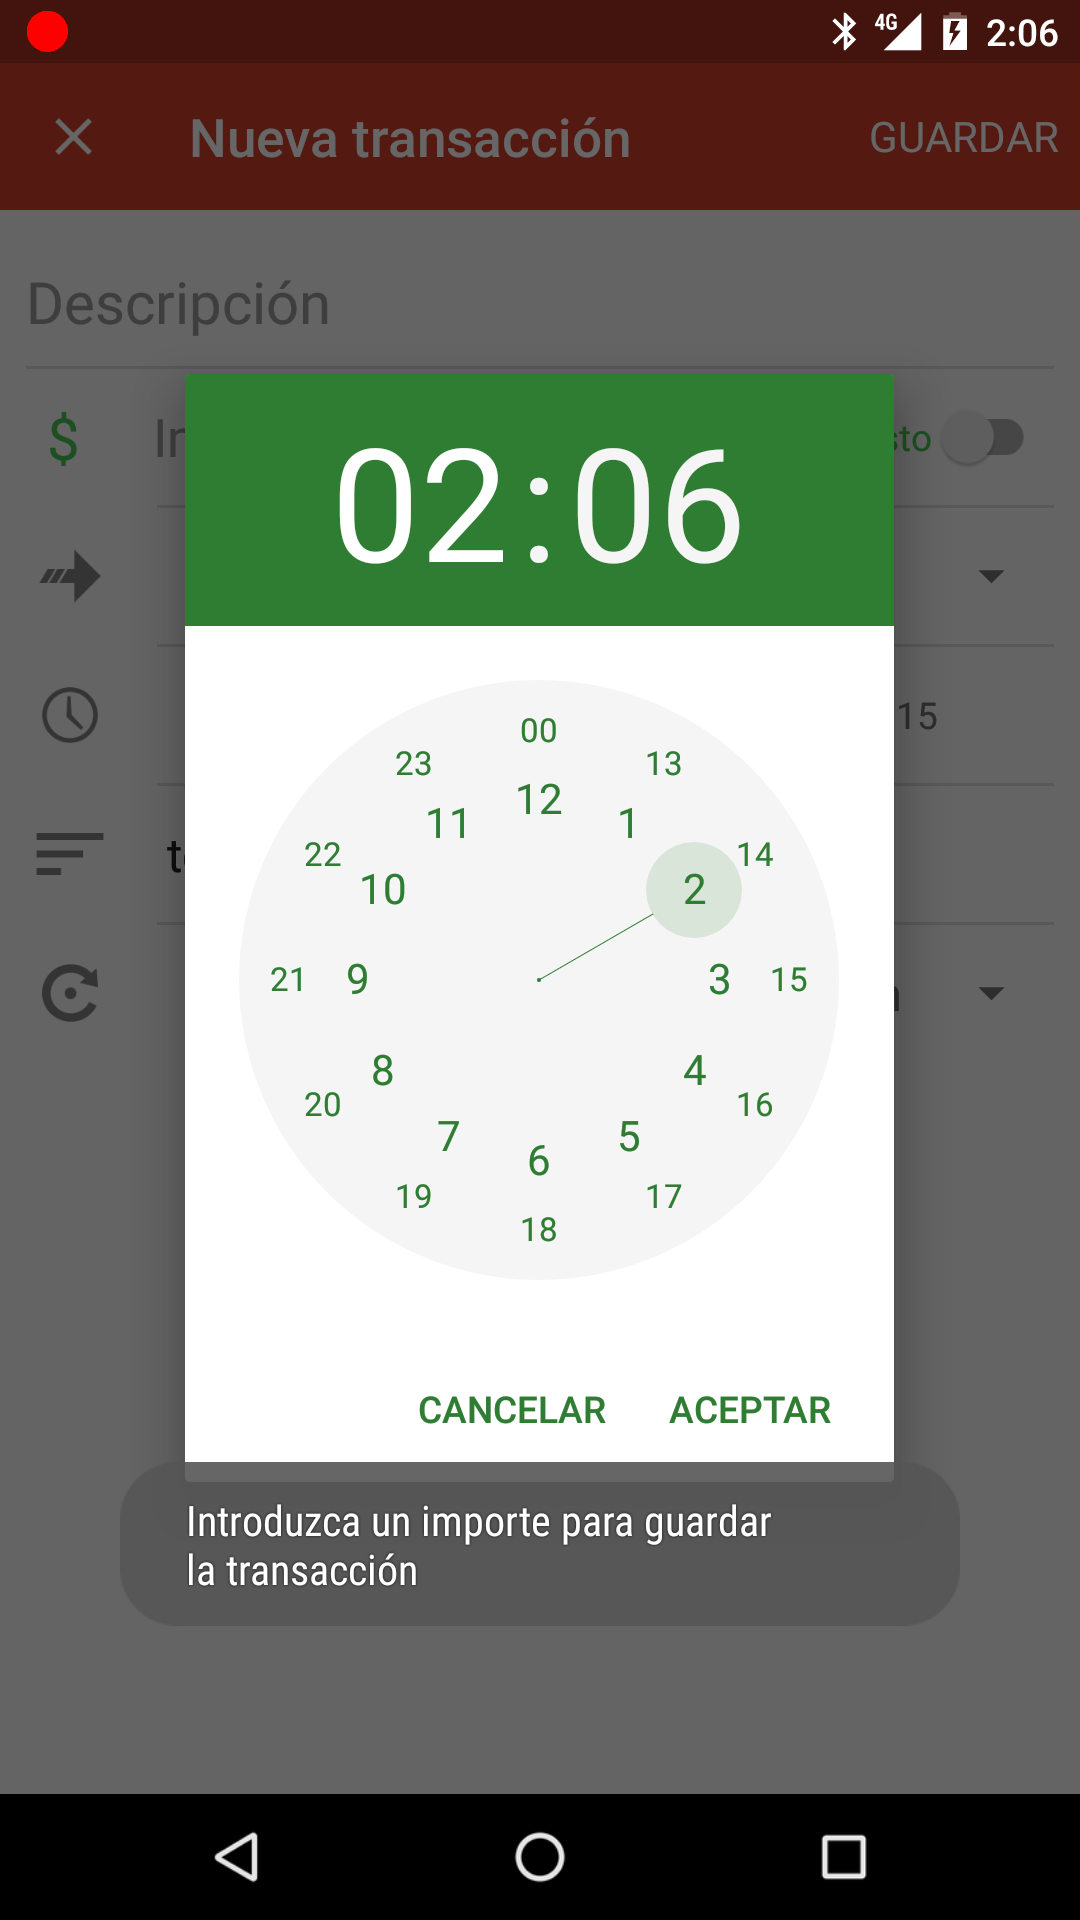 4G 2:06
Nueva transacción GUARDAR
Descripción
$
02:06
15
00
23 13
12
11 1
22 14
10 2
21 9 3 15
8 4
20 16
7 5
6
19 17
18
CANCELAR ACEPTAR
Introduzca un importe para guardar
la transacción